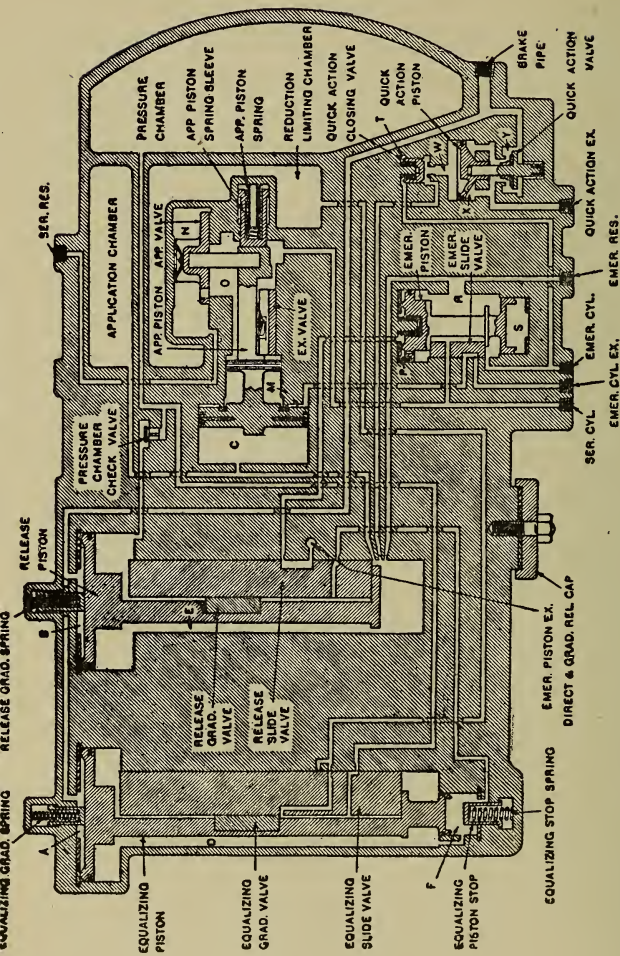 EQUALIZING GRAD. SPRING
RELEASE GRAD. SPRING
RELEASE
PISTON
SER. RES.
PRESSURE
CHAMBER
CHECK VALVE
APPLICATION CHAMBER
APP. PISTON
APP VALVE
PRESSURE
CHAMBER
APP PISTON
SPRING SLEEVE
APP. PISTON
SPRING
REDUCTION
LIMITING CHAMBER
QUICK ACTION
CLOSING VALVE
T
QUICK ACTION
PISTON
BRAKE
PIPE
QUICK ACTION
VALVE
A
B
C
M
N
O
EX. VALVE
W
X
Y
EMER.
PISTON
EMER.
SLIDE
VALVE
P
R
S
D
E
F
EQUALIZING
PISTON
EQUALIZING
GRAD. VALVE
EQUALIZING
SLIDE VALVE
EQUALIZING
PISTON STOP
EQUALIZING STOP SPRING
RELEASE
GRAD.
VALVE
RELEASE
SLIDE
VALVE
EMER. PISTON EX.
DIRECT & GRAD. REL CAP
SER. CYL
EMER. CYL EX.
EMER. CYL.
EMER. RES.
QUICK ACTION EX.